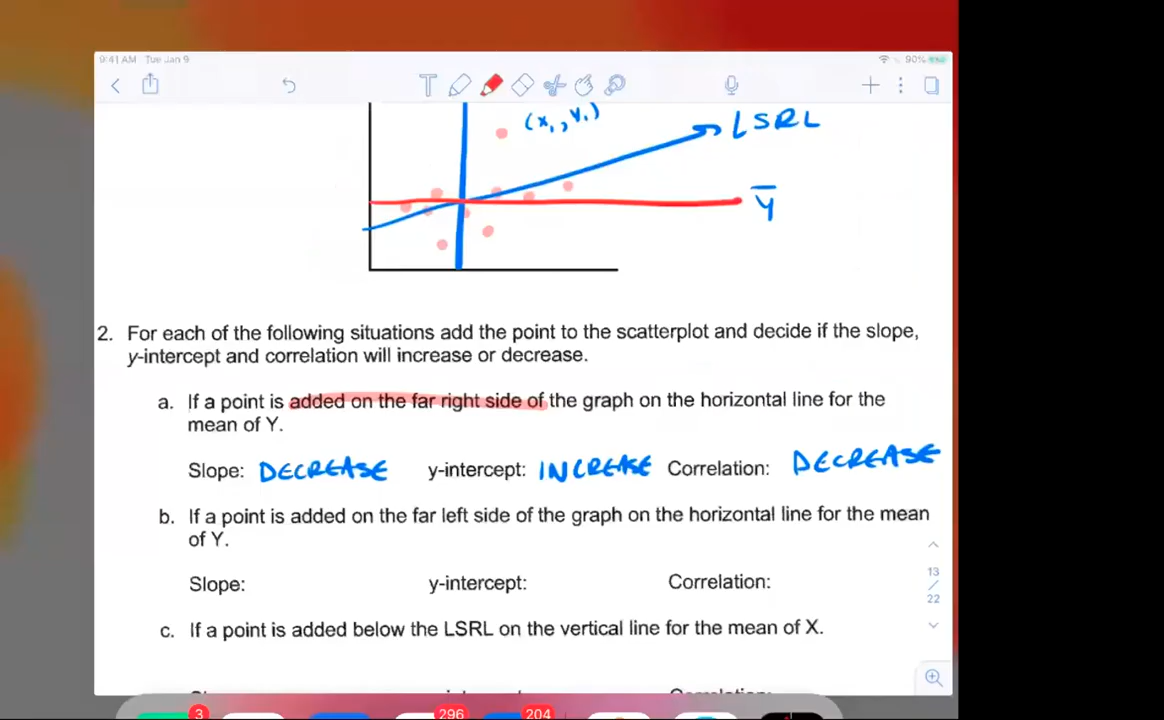 9:41 AM Tue Jan 9
90%
T
(x₁, y₁)
LSRL
Y
2. For each of the following situations add the point to the scatterplot and decide if the slope,
y-intercept and correlation will increase or decrease.
a. If a point is added on the far right side of the graph on the horizontal line for the
mean of Y.
Slope: DECREASE y-intercept: INCREASE Correlation: DECREASE
b. If a point is added on the far left side of the graph on the horizontal line for the mean
of Y.
Slope: y-intercept: Correlation:
13
/
22
c. If a point is added below the LSRL on the vertical line for the mean of X.
3 296 204